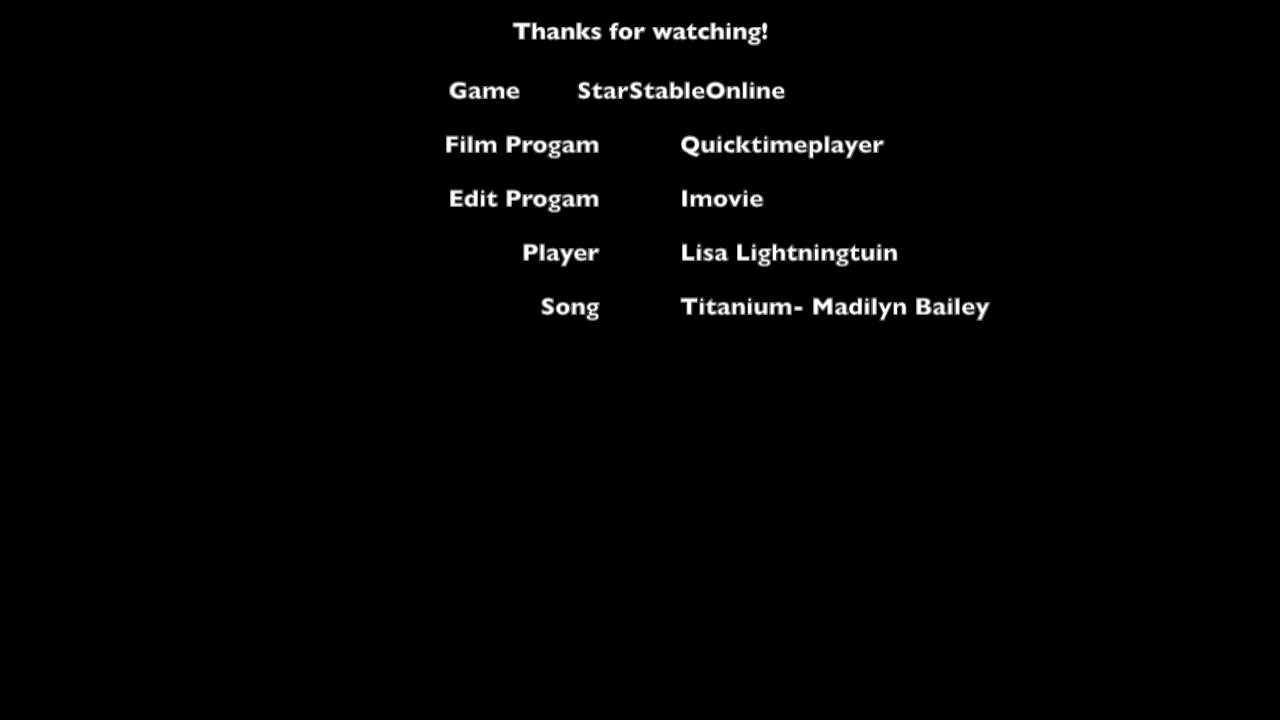 Thanks for watching!
Game StarStableOnline
Film Progam Quicktimeplayer
Edit Progam Imovie
Player Lisa Lightningtuin
Song Titanium- Madilyn Bailey